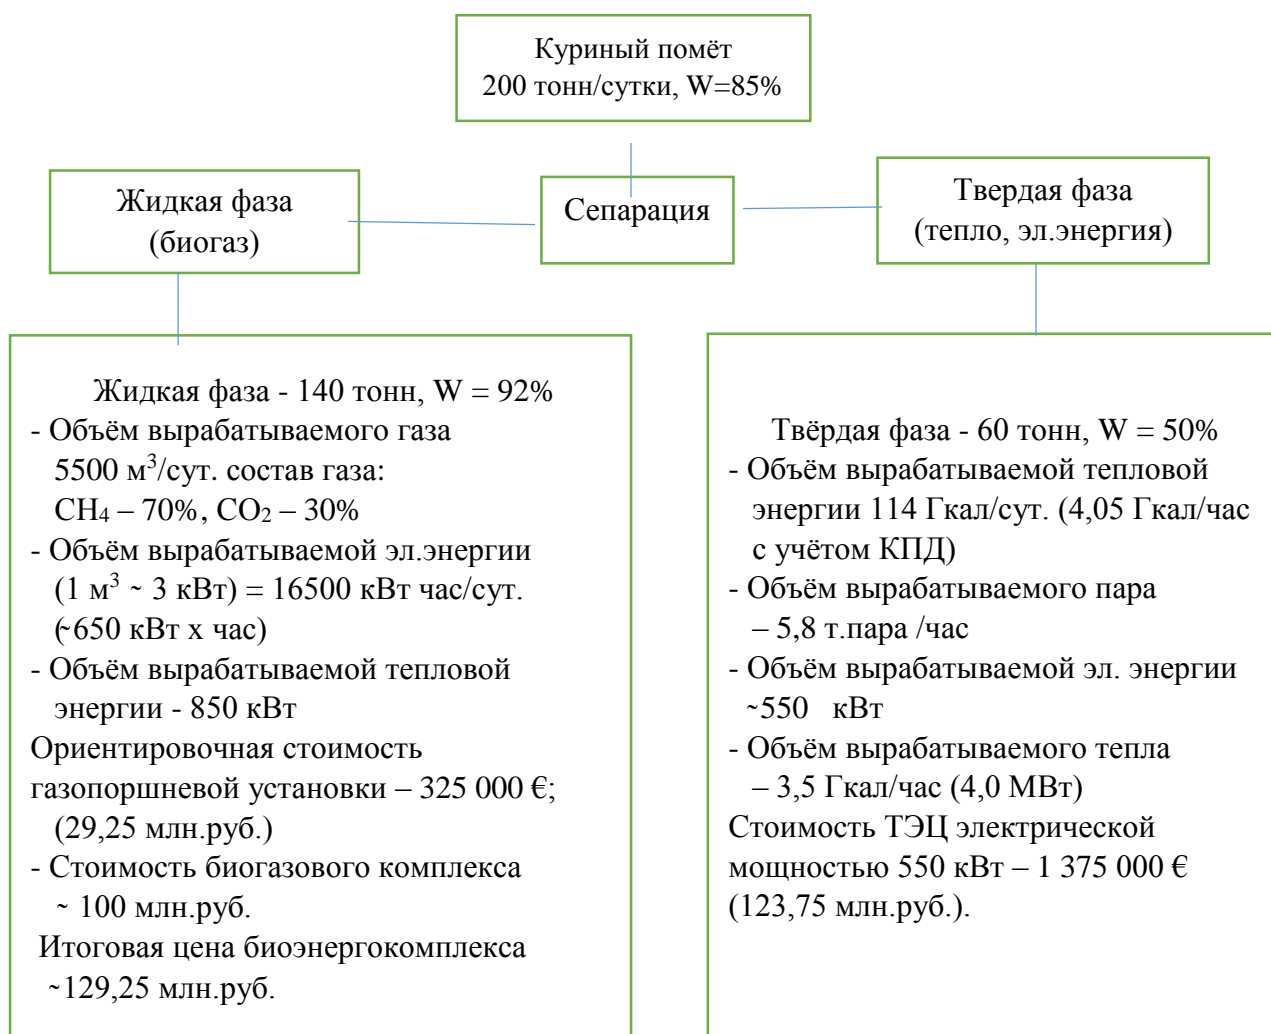 Куриный помёт
200 тонн/сутки, W=85%
Жидкая фаза
(биогаз)
Сепарация
Твердая фаза
(тепло, эл.энергия)
Жидкая фаза - 140 тонн, W = 92%
- Объём вырабатываемого газа
5500 м³/сут. состав газа:
CH₄ – 70%, CO₂ – 30%
- Объём вырабатываемой эл.энергии
(1 м³ ~ 3 кВт) = 16500 кВт час/сут.
(~650 кВт х час)
- Объём вырабатываемой тепловой
энергии - 850 кВт
Ориентировочная стоимость
газопоршневой установки – 325 000 €;
(29,25 млн.руб.)
- Стоимость биогазового комплекса
~ 100 млн.руб.
Итоговая цена биоэнергокомплекса
~129,25 млн.руб.
Твёрдая фаза - 60 тонн, W = 50%
- Объём вырабатываемой тепловой
энергии 114 Гкал/сут. (4,05 Гкал/час
с учётом КПД)
- Объём вырабатываемого пара
– 5,8 т.пара /час
- Объём вырабатываемой эл. энергии
~550 кВт
- Объём вырабатываемого тепла
– 3,5 Гкал/час (4,0 МВт)
Стоимость ТЭЦ электрической
мощностью 550 кВт – 1 375 000 €
(123,75 млн.руб.).